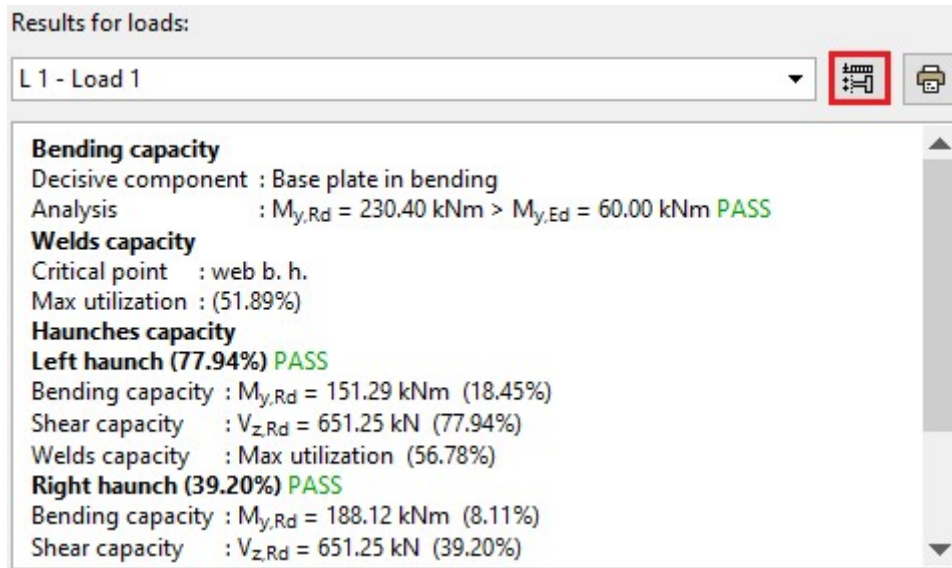 Results for loads:
L 1 - Load 1
Bending capacity
Decisive component : Base plate in bending
Analysis : My,Rd = 230.40 kNm > My,Ed = 60.00 kNm PASS
Welds capacity
Critical point : web b. h.
Max utilization : (51.89%)
Haunches capacity
Left haunch (77.94%) PASS
Bending capacity : My,Rd = 151.29 kNm (18.45%)
Shear capacity : Vz,Rd = 651.25 kN (77.94%)
Welds capacity : Max utilization (56.78%)
Right haunch (39.20%) PASS
Bending capacity : My,Rd = 188.12 kNm (8.11%)
Shear capacity : Vz,Rd = 651.25 kN (39.20%)